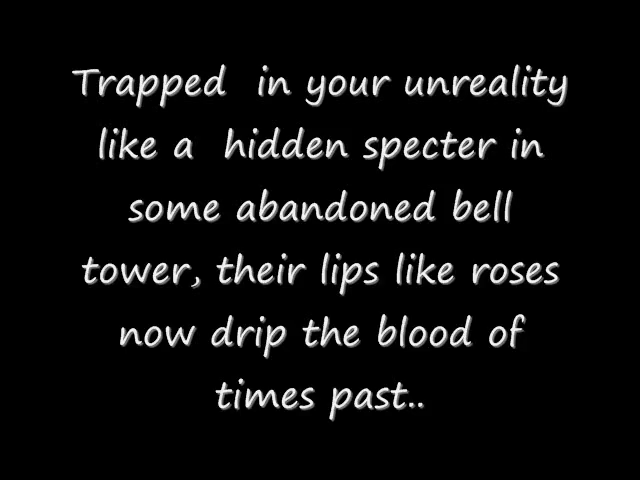 Trapped  in your unreality
like a  hidden specter in
some abandoned bell
tower, their lips like roses
now drip the blood of
times past..